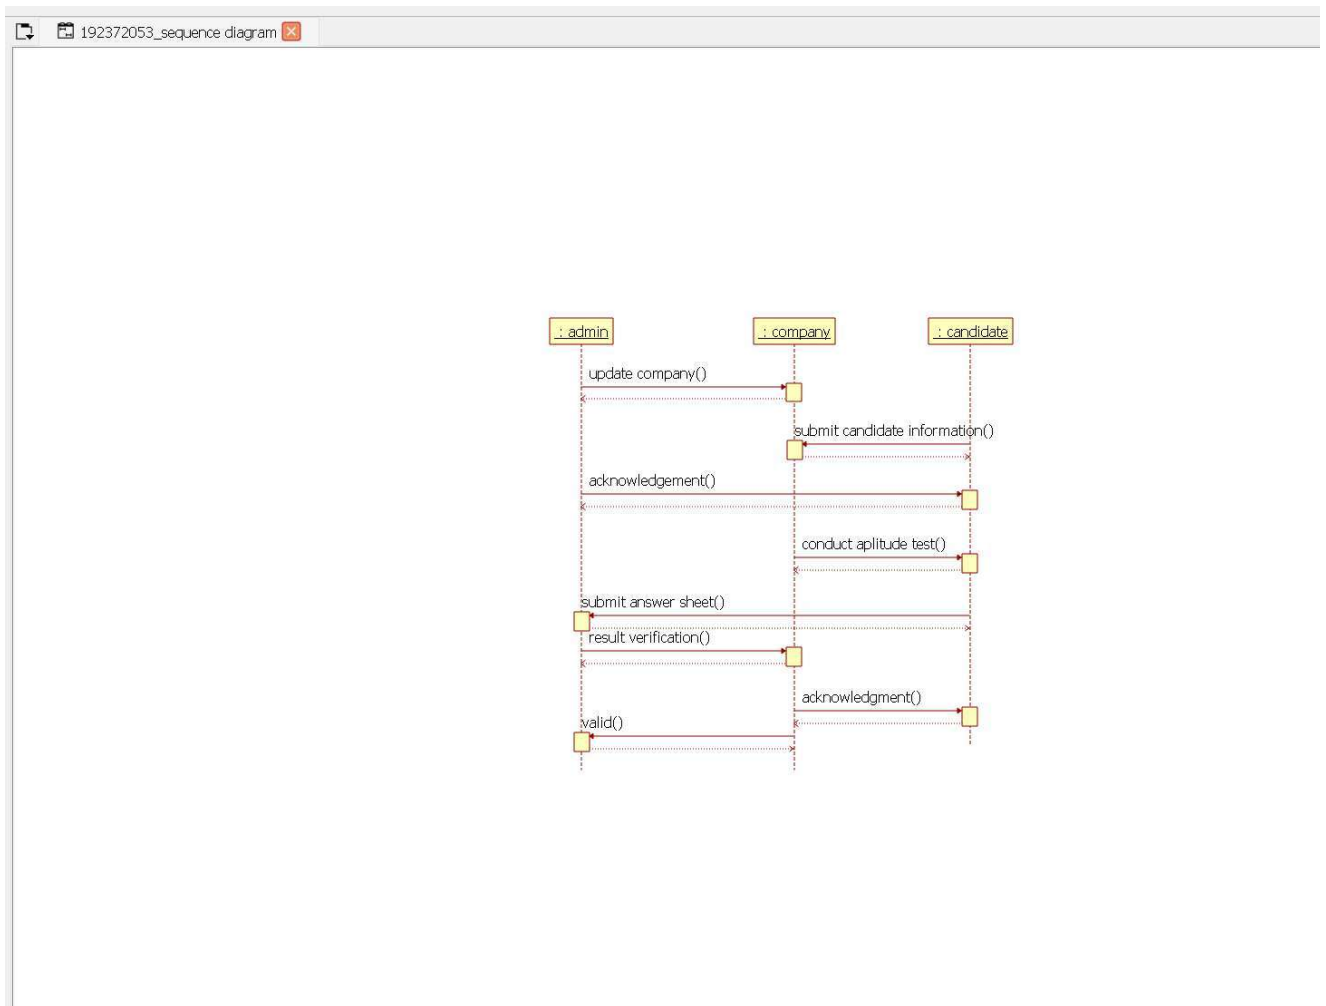 192372053_sequence diagram
: admin
: company
: candidate
update company()
submit candidate information()
acknowledgement()
conduct aplitude test()
submit answer sheet()
result verification()
acknowledgment()
valid()